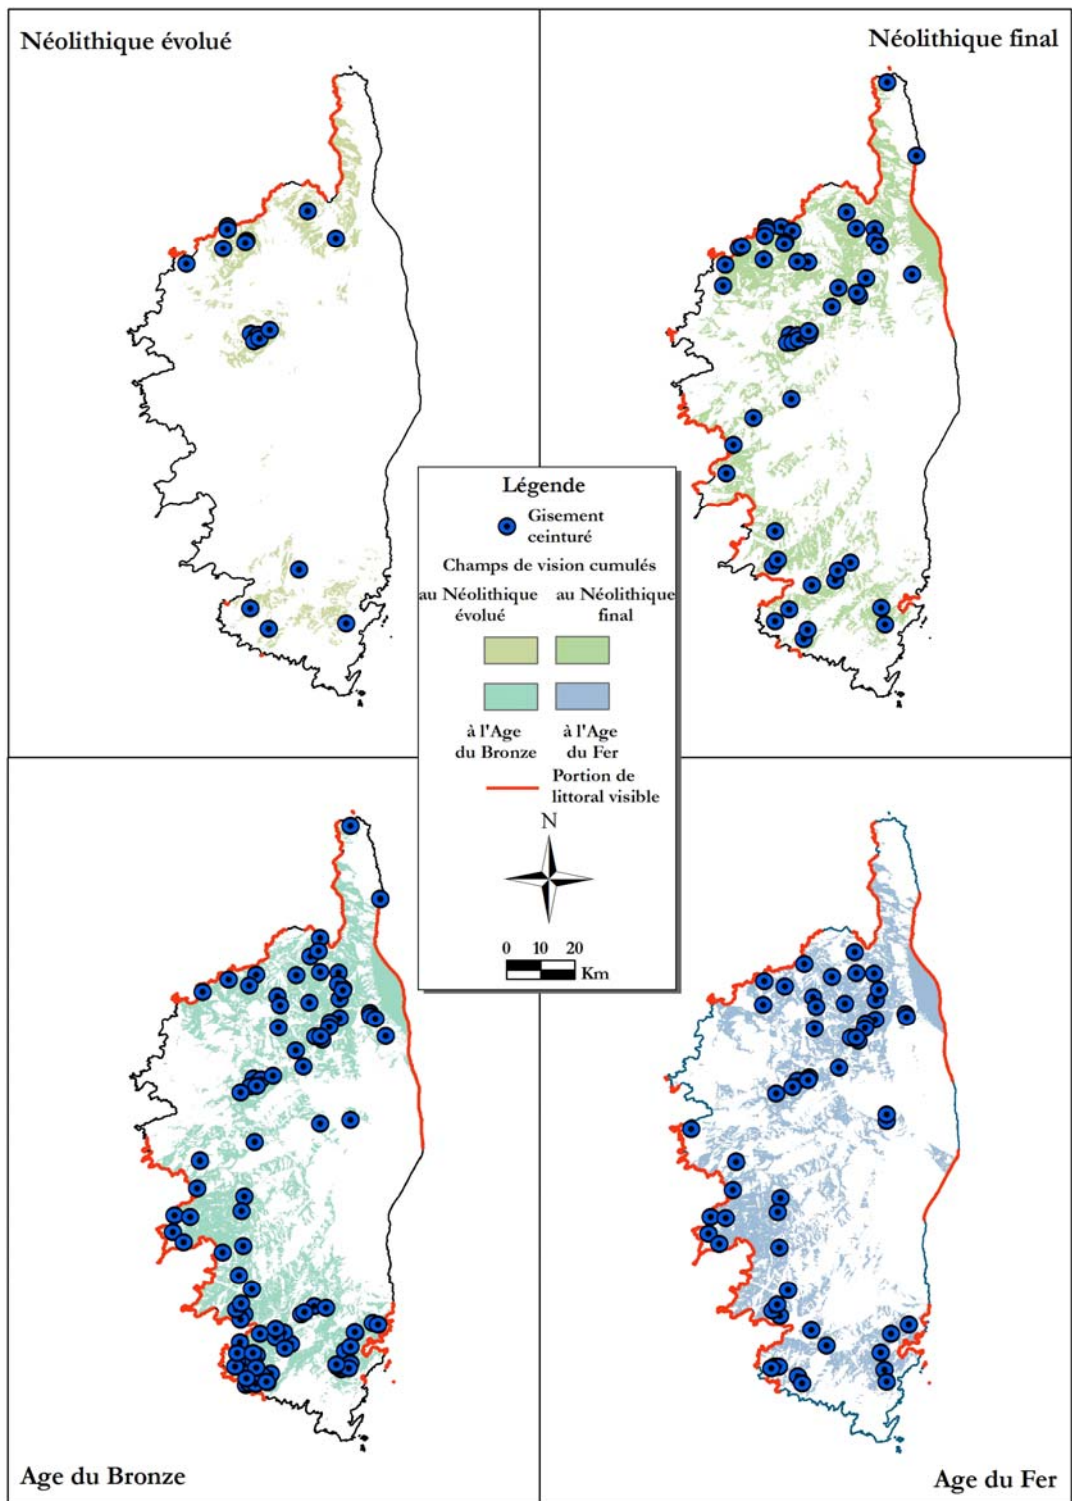 Néolithique évolué
Néolithique final
Légende
Gisement
ceinturé
Champs de vision cumulés
au Néolithique
évolué
au Néolithique
final
à l'Age
du Bronze
à l'Age
du Fer
Portion de
littoral visible
N
0 10 20
Km
Age du Bronze
Age du Fer